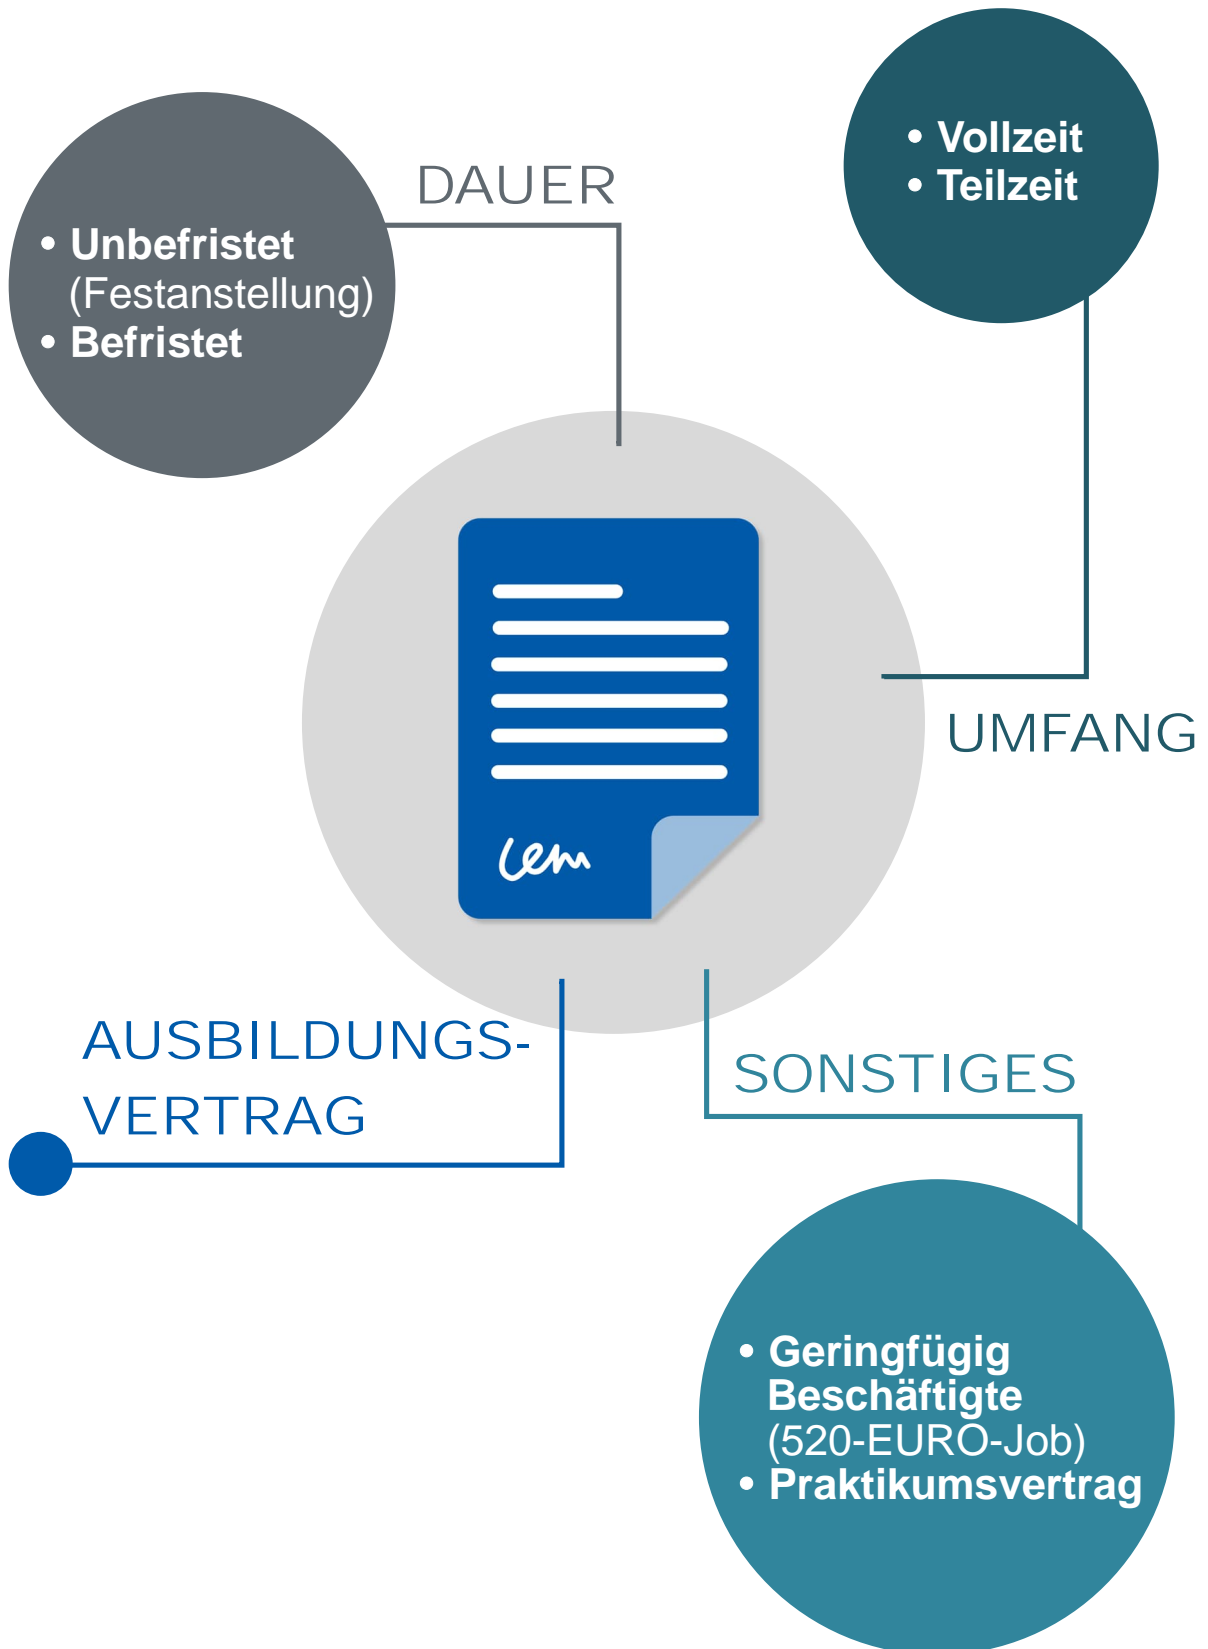 DAUER
• Unbefristet
(Festanstellung)
• Befristet
• Vollzeit
• Teilzeit
UMFANG
AUSBILDUNGS-
VERTRAG
SONSTIGES
• Geringfügig
Beschäftigte
(520-EURO-Job)
• Praktikumsvertrag